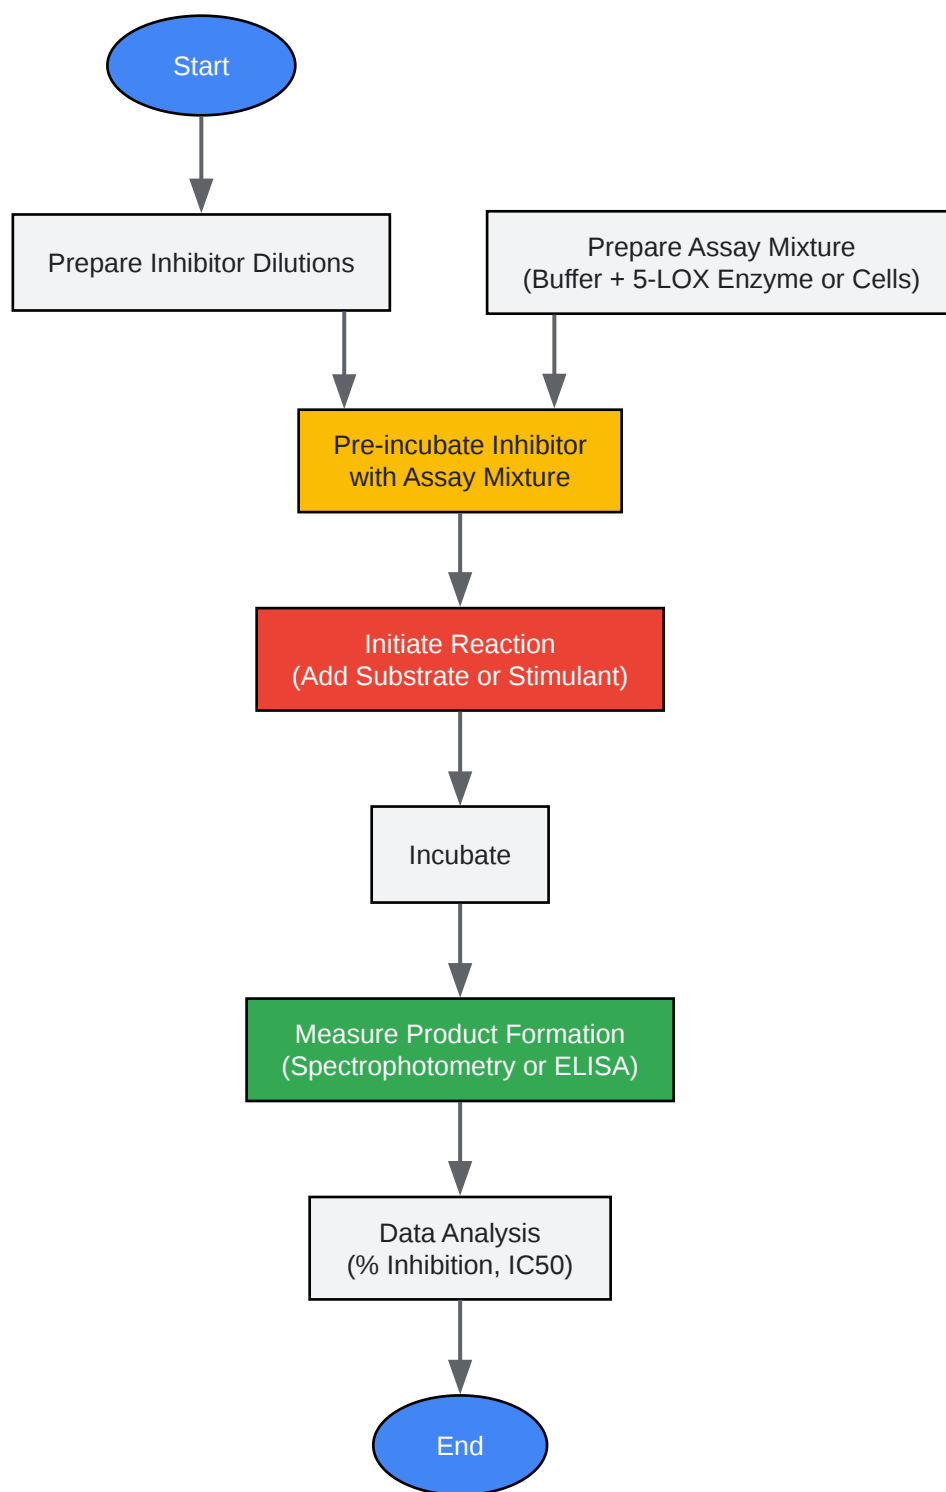 Start
Prepare Inhibitor Dilutions
Prepare Assay Mixture
(Buffer + 5-LOX Enzyme or Cells)
Pre-incubate Inhibitor
with Assay Mixture
Initiate Reaction
(Add Substrate or Stimulant)
Incubate
Measure Product Formation
(Spectrophotometry or ELISA)
Data Analysis
(% Inhibition, IC50)
End